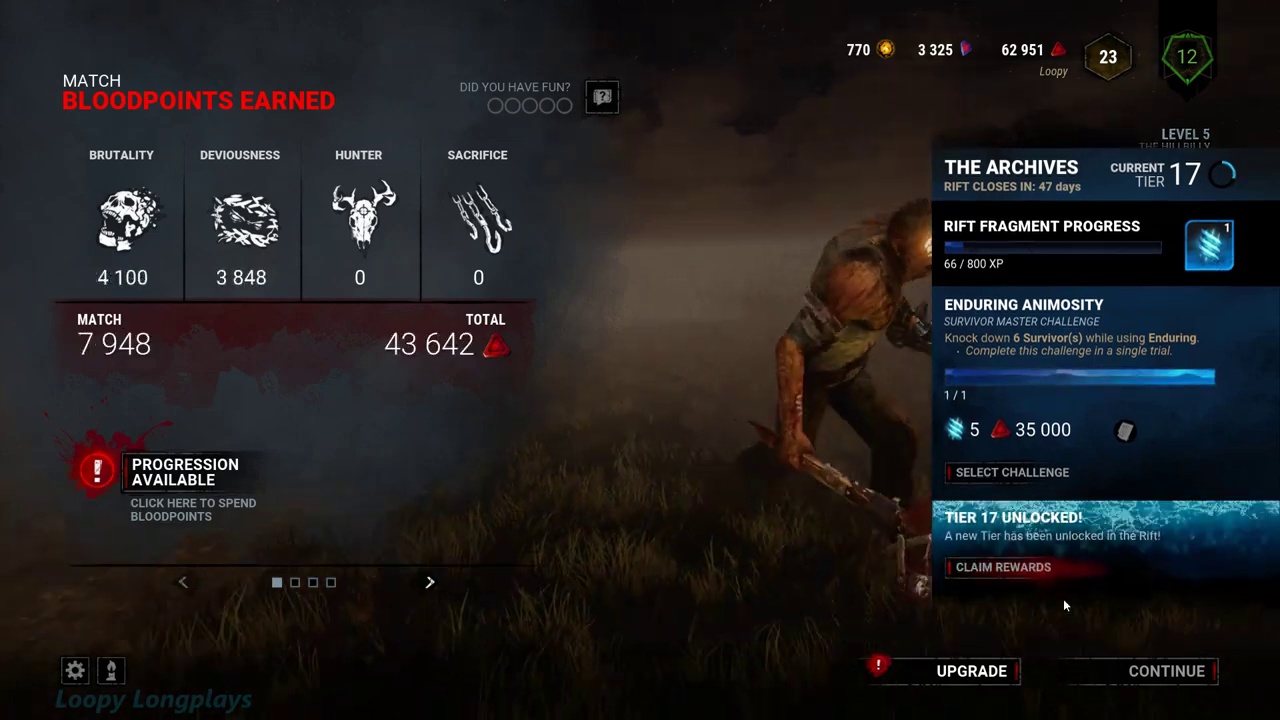 MATCH
BLOODPOINTS EARNED
DID YOU HAVE FUN?
770
3 325
62 951
Loopy
23
12
BRUTALITY
DEVIOUSNESS
HUNTER
SACRIFICE
4 100
3 848
0
0
MATCH
7 948
TOTAL
43 642
PROGRESSION
AVAILABLE
CLICK HERE TO SPEND
BLOODPOINTS
LEVEL 5
THE HILLBILLY
THE ARCHIVES
RIFT CLOSES IN: 47 days
CURRENT
TIER
17
RIFT FRAGMENT PROGRESS
1
66 / 800 XP
ENDURING ANIMOSITY
SURVIVOR MASTER CHALLENGE
Knock down 6 Survivor(s) while using Enduring.
- Complete this challenge in a single trial.
1 / 1
5
35 000
SELECT CHALLENGE
TIER 17 UNLOCKED!
A new Tier has been unlocked in the Rift!
CLAIM REWARDS
UPGRADE
CONTINUE
Loopy Longplays